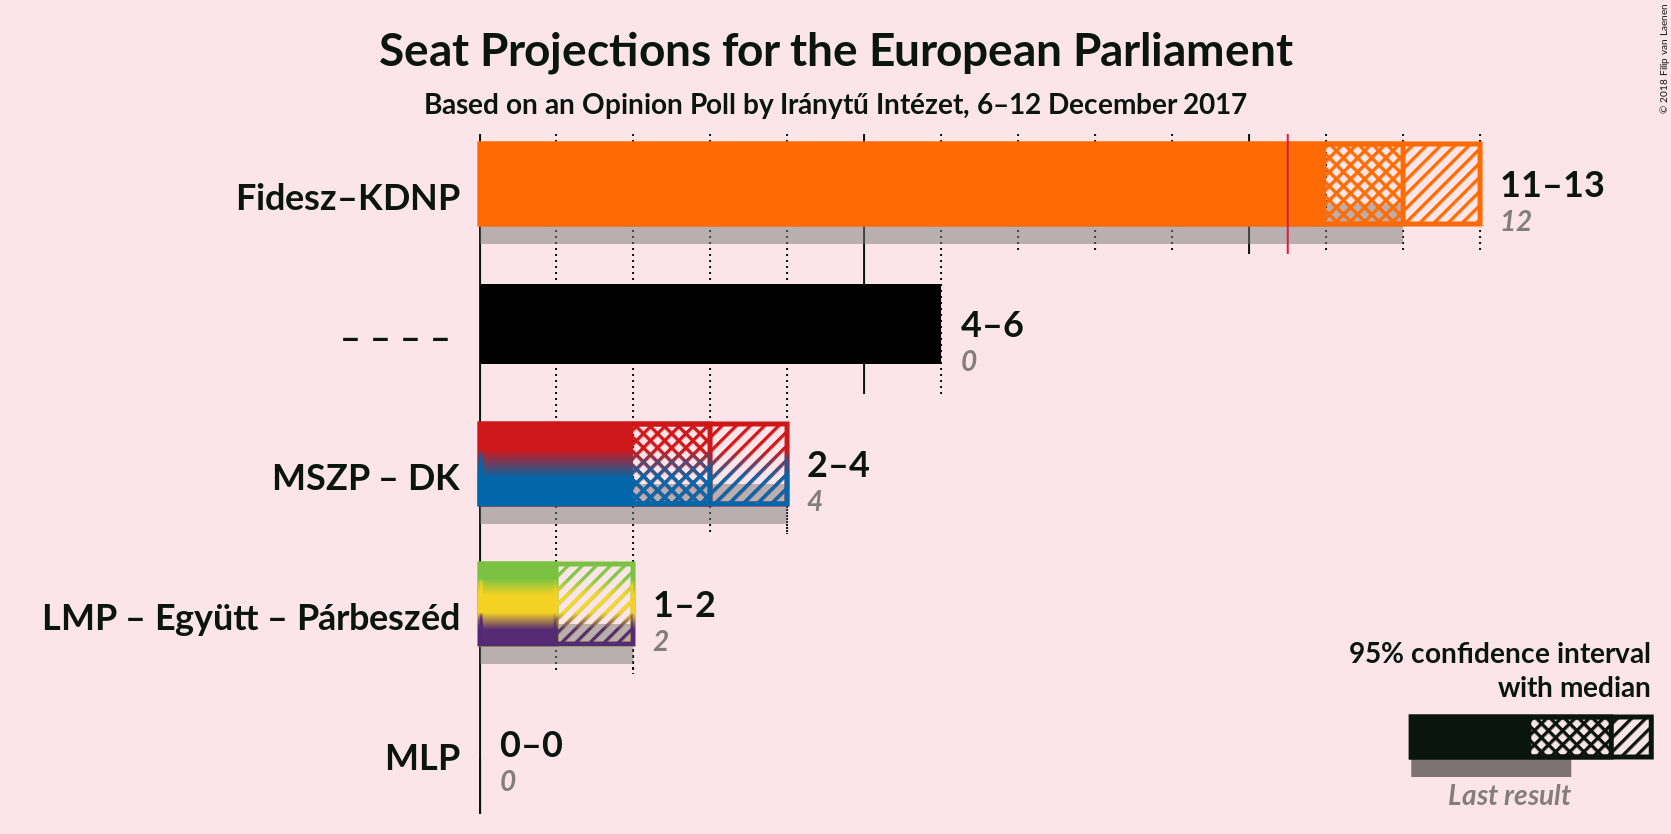 Seat Projections for the European Parliament
Based on an Opinion Poll by Iránytű Intézet, 6–12 December 2017
© 2018 Filip van Laenen
Fidesz–KDNP
11–13
12
– – – –
4–6
0
MSZP – DK
2–4
4
LMP – Együtt – Párbeszéd
1–2
2
MLP
0–0
0
95% confidence interval
with median
Last result